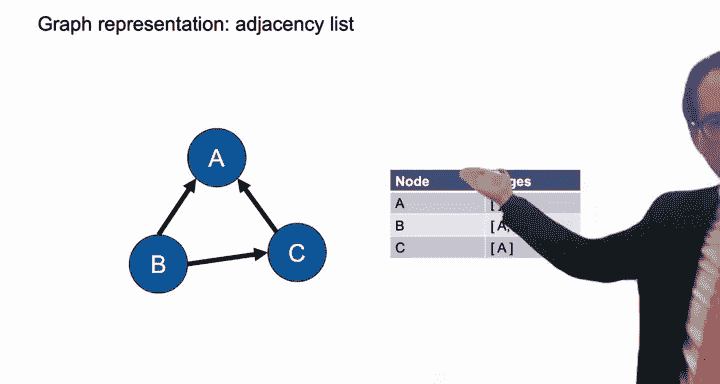 Graph representation: adjacency list
A
B
C
Node
A [
B [ A,
C [ A ]